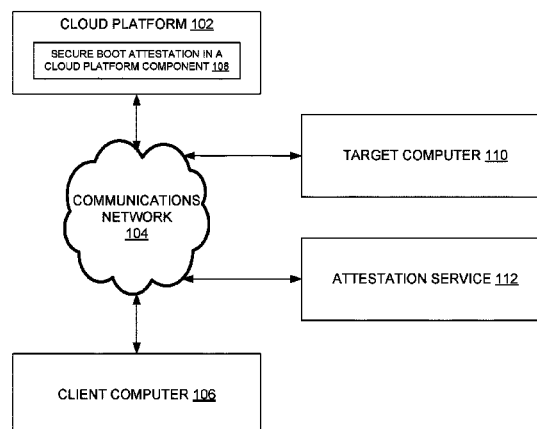 CLOUD PLATFORM 102
SECURE BOOT ATTESTATION IN A
CLOUD PLATFORM COMPONENT 108
TARGET COMPUTER 110
COMMUNICATIONS
NETWORK
104
ATTESTATION SERVICE 112
CLIENT COMPUTER 106